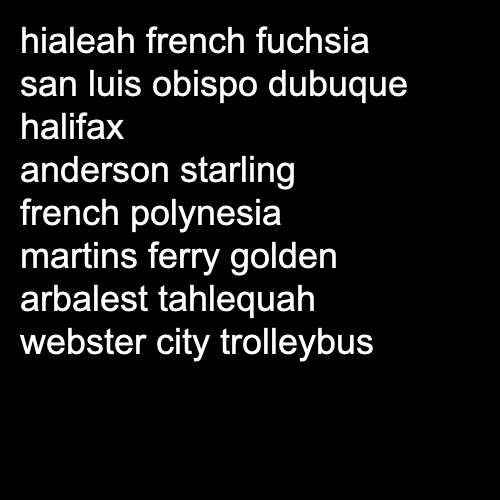 hialeah french fuchsia
san luis obispo dubuque
halifax
anderson starling
french polynesia
martins ferry golden
arbalest tahlequah
webster city trolleybus